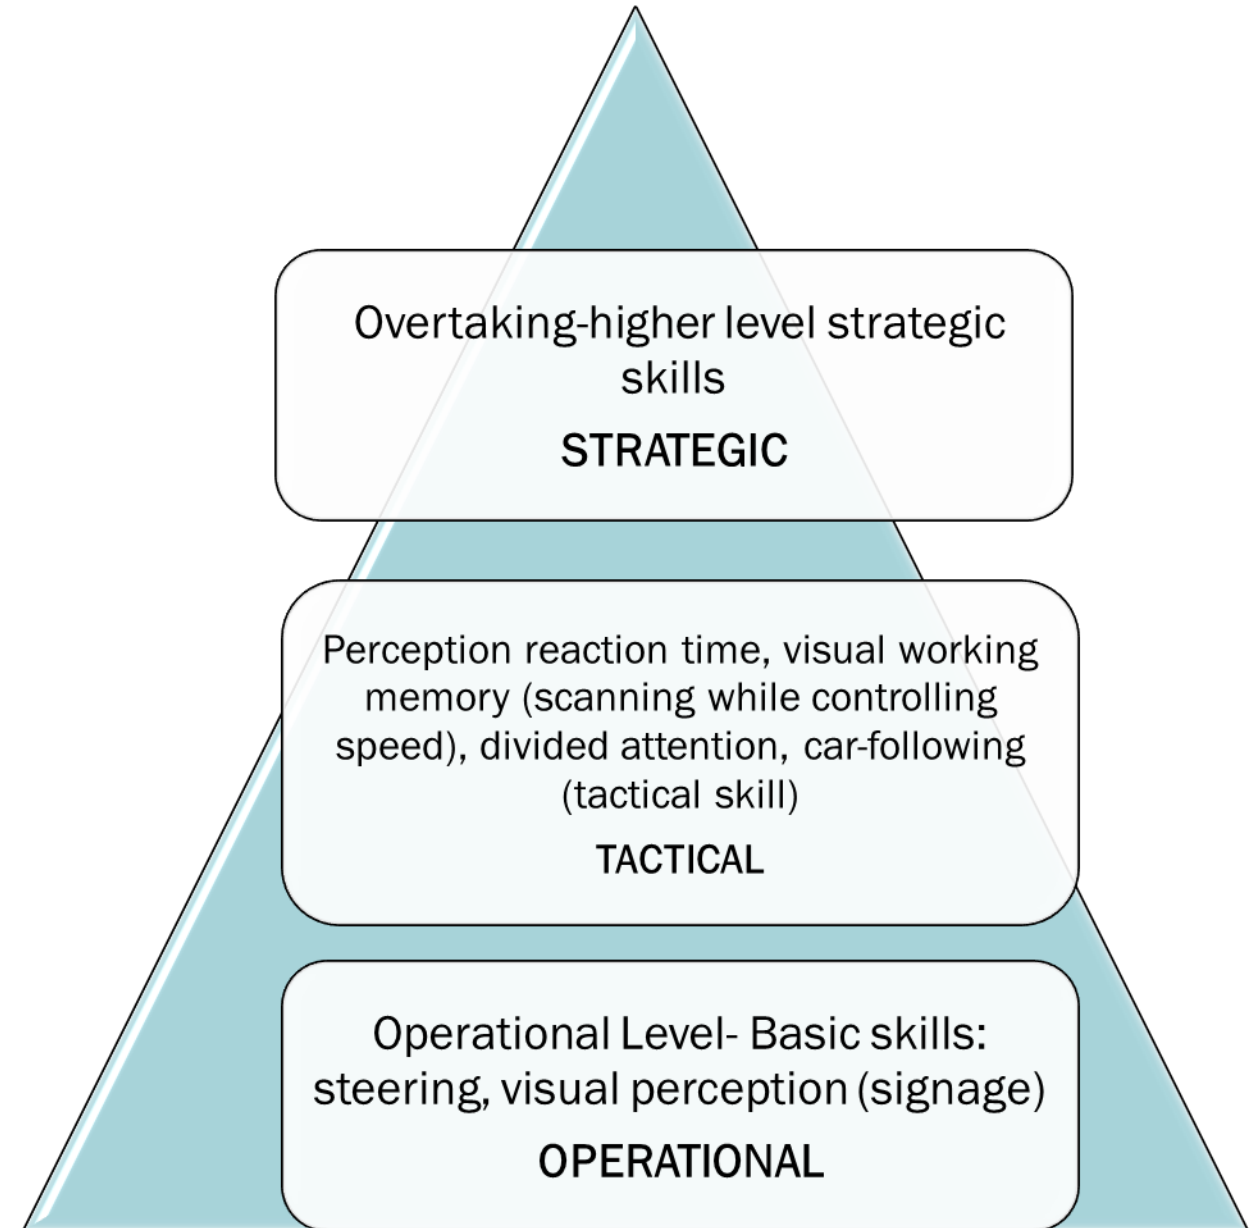 Overtaking-higher level strategic
skills
STRATEGIC
Perception reaction time, visual working
memory (scanning while controlling
speed), divided attention, car-following
(tactical skill)
TACTICAL
Operational Level- Basic skills:
steering, visual perception (signage)
OPERATIONAL